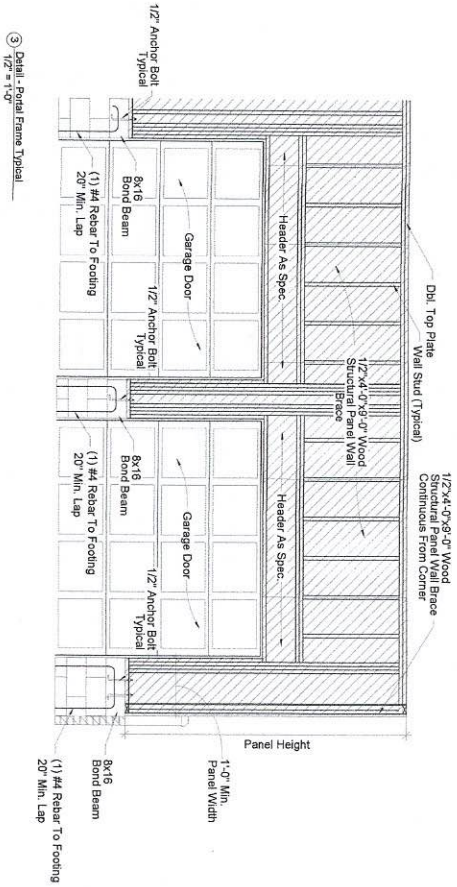 Dbl. Top Plate
Wall Stud (Typical)
1/2"x4'-0"x9'-0" Wood
Structural Panel Wall
Brace
1/2"x4'-0"x9'-0" Wood
Structural Panel Wall Brace
Continuous From Corner
Header As Spec.
Header As Spec.
Panel Height
1/2" Anchor Bolt
Typical
Garage Door
1/2" Anchor Bolt
Typical
Garage Door
1/2" Anchor Bolt
Typical
1'-0" Min.
Panel Width
8x16
Bond Beam
(1) #4 Rebar To Footing
20" Min. Lap
8x16
Bond Beam
(1) #4 Rebar To Footing
20" Min. Lap
8x16
Bond Beam
(1) #4 Rebar To Footing
20" Min. Lap
3 Detail - Portal Frame Typical
1/2" = 1'-0"